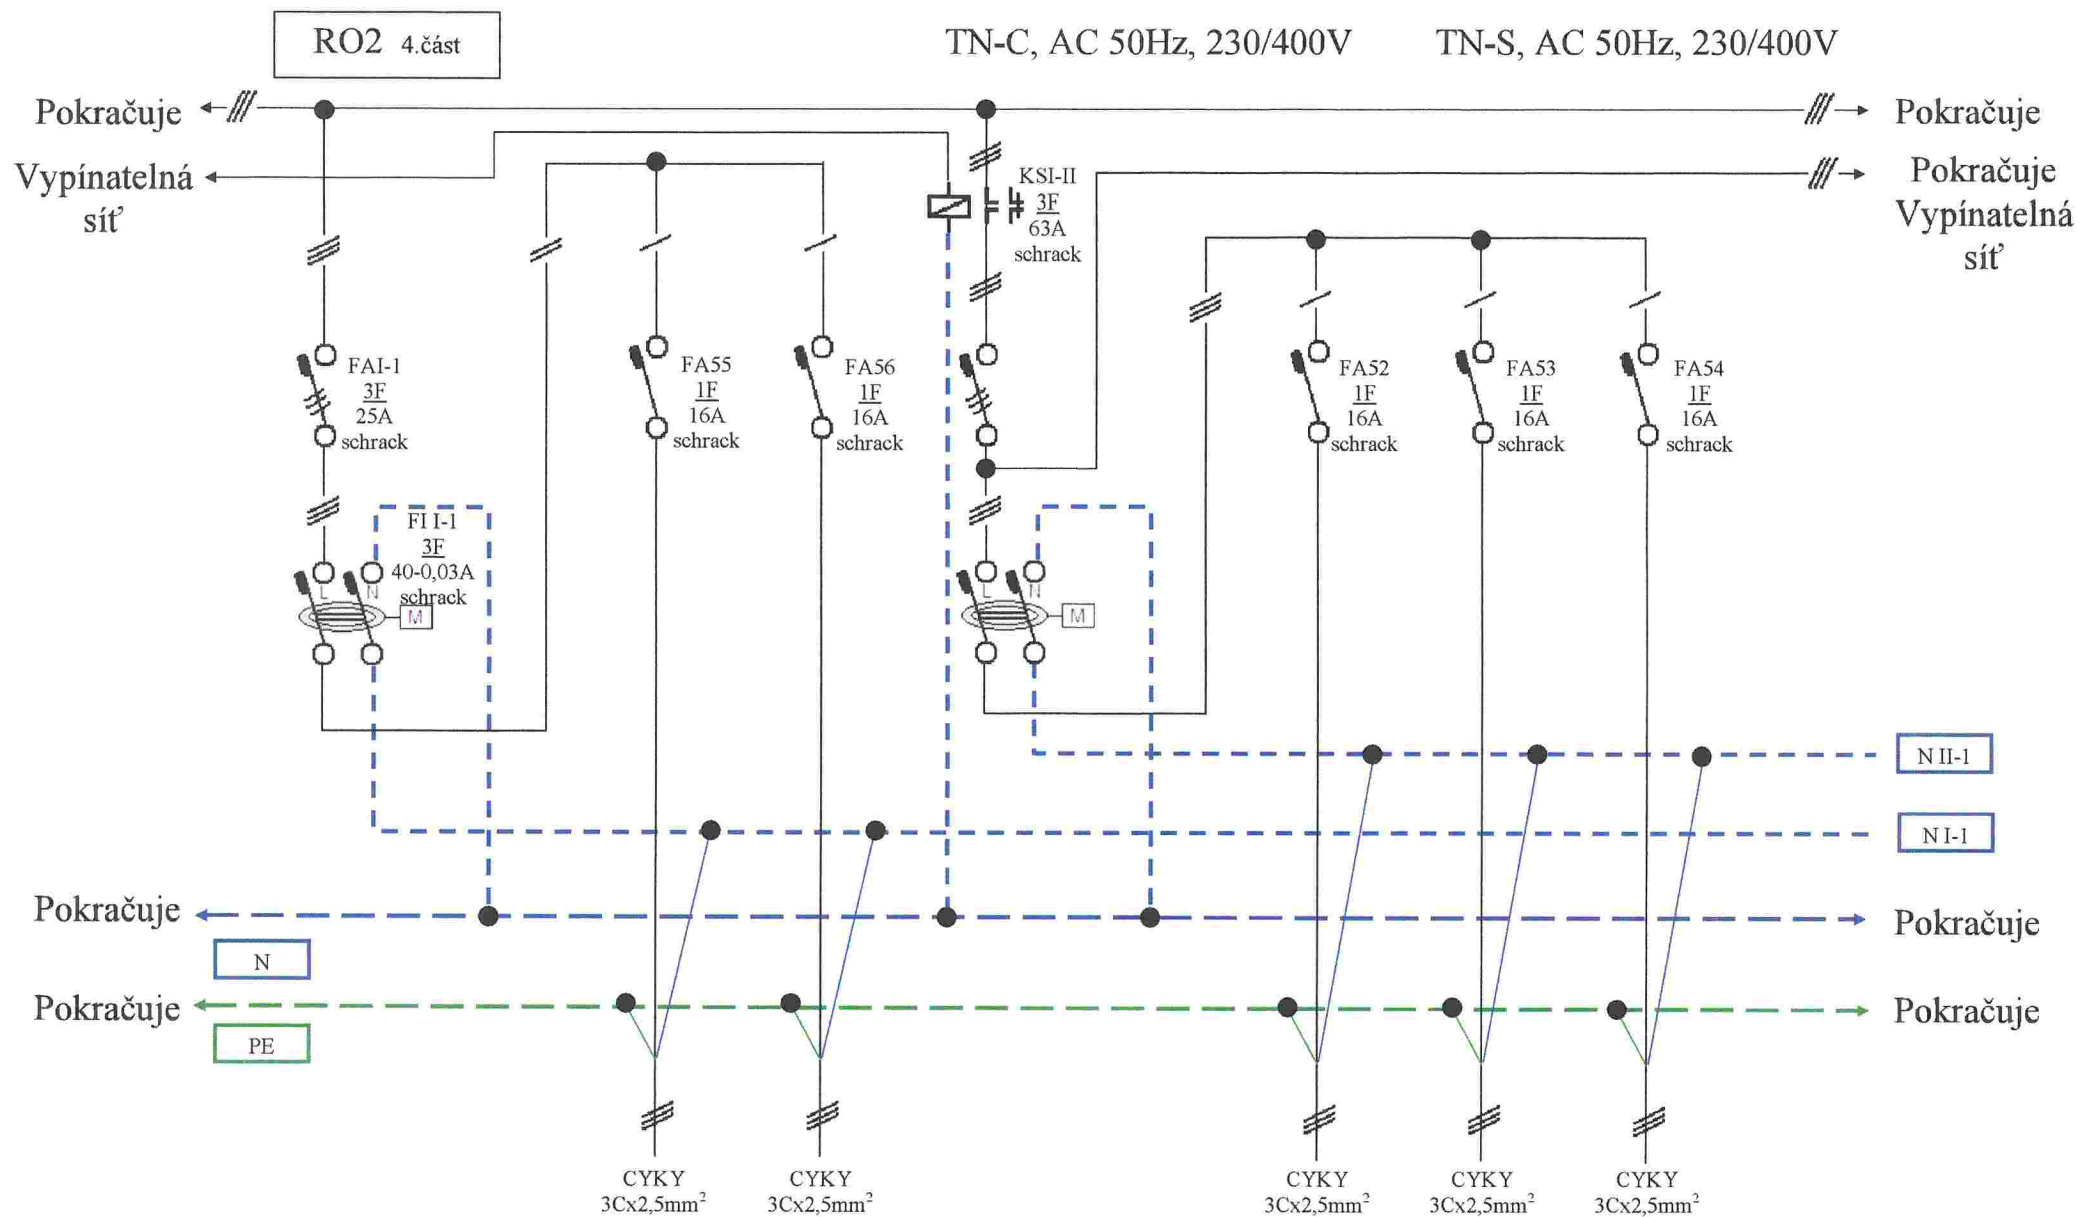 RO2 4.část
TN-C, AC 50Hz, 230/400V
TN-S, AC 50Hz, 230/400V
Pokračuje
Pokračuje
Vypínatelná
síť
Pokračuje
Vypínatelná
síť
KSI-II
3F
63A
schrack
FAI-1
3F
25A
schrack
FA55
1F
16A
schrack
FA56
1F
16A
schrack
FA52
1F
16A
schrack
FA53
1F
16A
schrack
FA54
1F
16A
schrack
FI I-1
3F
40-0,03A
schrack
L
N
M
L
N
M
N II-1
N I-1
Pokračuje
Pokračuje
N
Pokračuje
Pokračuje
PE
CYKY
3Cx2,5mm²
CYKY
3Cx2,5mm²
CYKY
3Cx2,5mm²
CYKY
3Cx2,5mm²
CYKY
3Cx2,5mm²